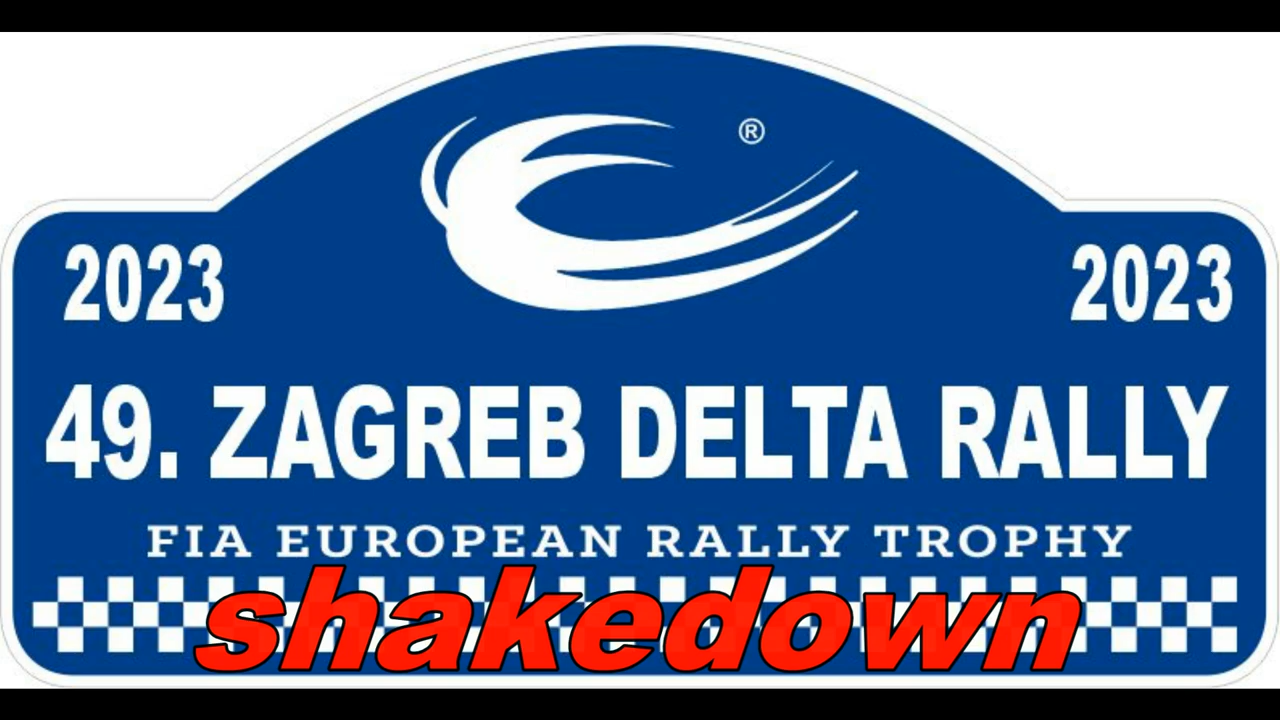 ®
2023 2023
49. ZAGREB DELTA RALLY
FIA EUROPEAN RALLY TROPHY
shakedown